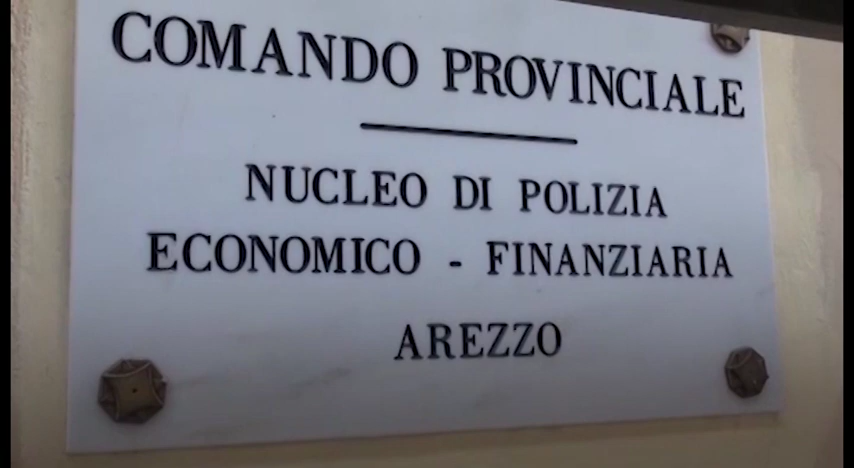 COMANDO PROVINCIALE
NUCLEO DI POLIZIA
ECONOMICO - FINANZIARIA
AREZZO